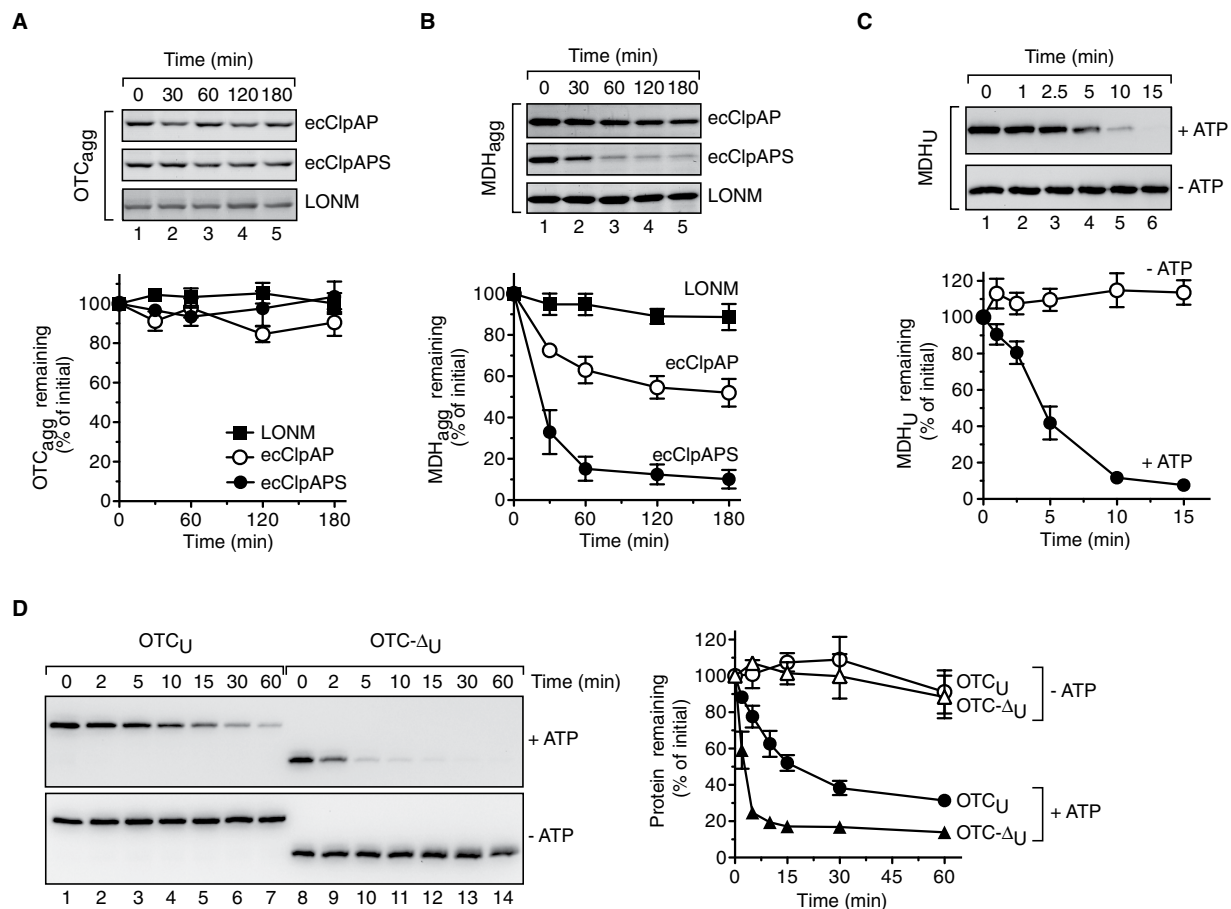 A
Time (min)
0 30 60 120 180
OTCagg
ecClpAP
ecClpAPS
LONM
1 2 3 4 5
OTCagg remaining
(% of initial)
100
80
60
40
20
0
LONM
ecClpAP
ecClpAPS
0 60 120 180
Time (min)
B
Time (min)
0 30 60 120 180
MDHagg
ecClpAP
ecClpAPS
LONM
1 2 3 4 5
MDHagg remaining
(% of initial)
100
80
60
40
20
0
LONM
ecClpAP
ecClpAPS
0 60 120 180
Time (min)
C
Time (min)
0 1 2.5 5 10 15
MDHU
+ ATP
- ATP
1 2 3 4 5 6
MDHU remaining
(% of initial)
120
100
80
60
40
20
0
- ATP
+ ATP
0 5 10 15
Time (min)
D
OTCU OTC-ΔU
0 2 5 10 15 30 60 0 2 5 10 15 30 60 Time (min)
+ ATP
- ATP
1 2 3 4 5 6 7 8 9 10 11 12 13 14
Protein remaining
(% of initial)
120
100
80
60
40
20
0
OTCU
OTC-ΔU
- ATP
OTCU
OTC-ΔU
+ ATP
0 15 30 45 60
Time (min)